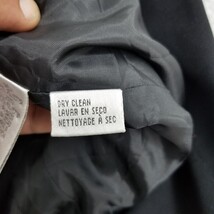 DRY CLEAN
LAVAR EN SECO
NETTOYAGE A SEC